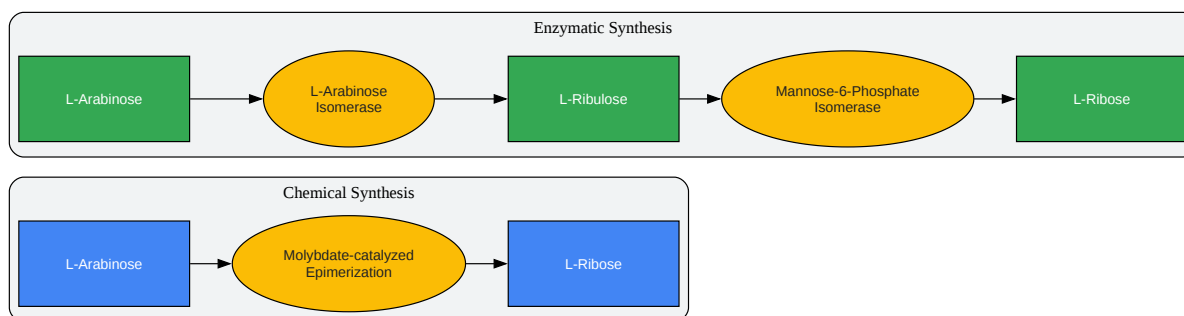 Enzymatic Synthesis
L-Arabinose
L-Arabinose
Isomerase
L-Ribulose
Mannose-6-Phosphate
Isomerase
L-Ribose
Chemical Synthesis
L-Arabinose
Molybdate-catalyzed
Epimerization
L-Ribose